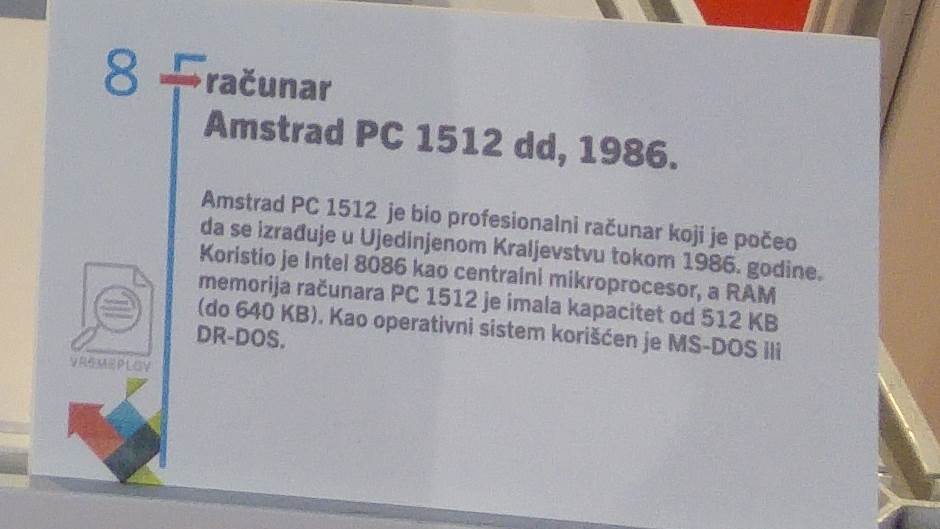 8
računar
Amstrad PC 1512 dd, 1986.
Amstrad PC 1512 je bio profesionalni računar koji je počeo
da se izrađuje u Ujedinjenom Kraljevstvu tokom 1986. godine.
Koristio je Intel 8086 kao centralni mikroprocesor, a RAM
memorija računara PC 1512 je imala kapacitet od 512 KB
(do 640 KB). Kao operativni sistem korišćen je MS-DOS ili
DR-DOS.
VREMEPLOV